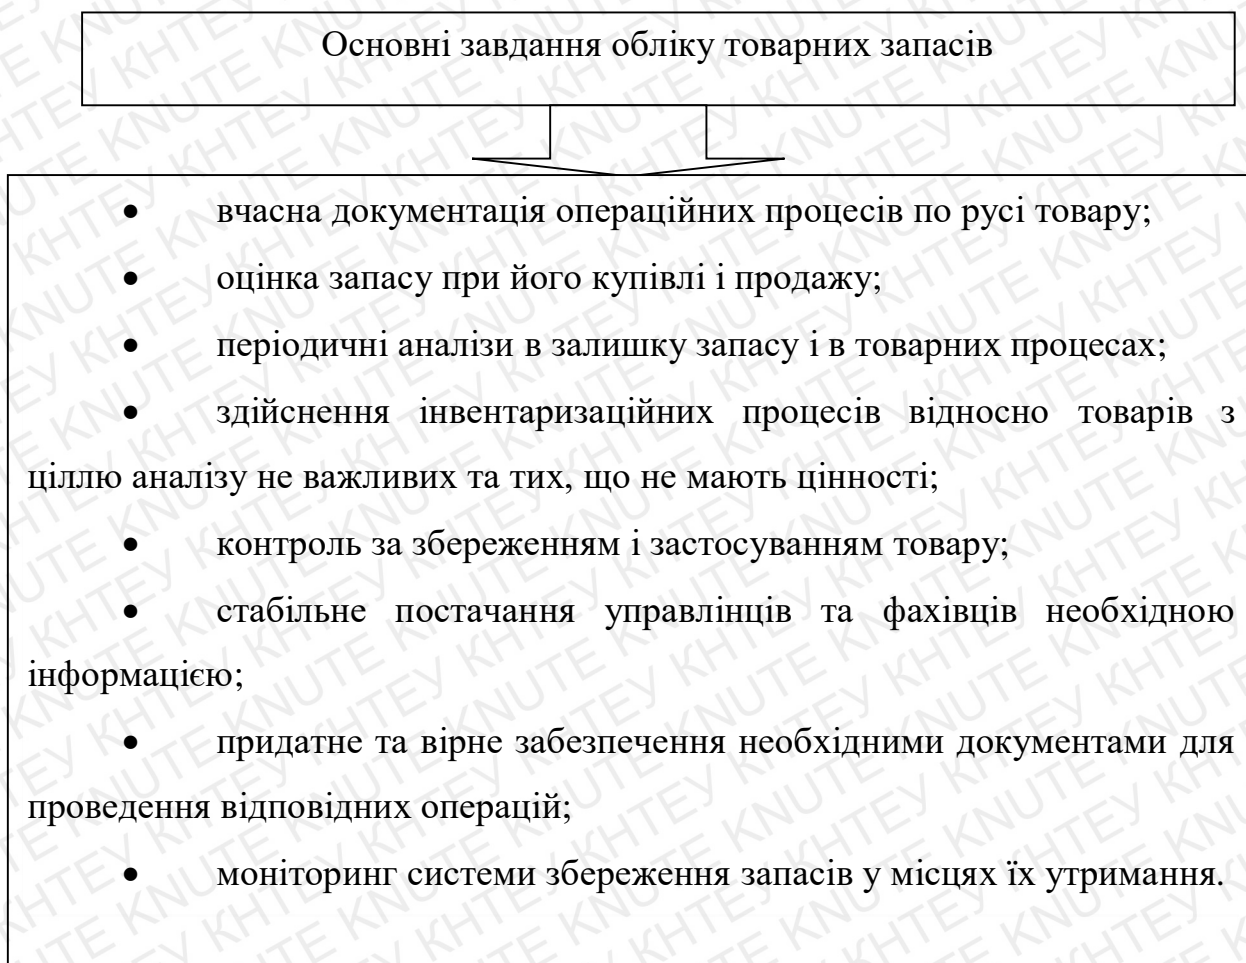 Основні завдання обліку товарних запасів
• вчасна документація операційних процесів по русі товару;
• оцінка запасу при його купівлі і продажу;
• періодичні аналізи в залишку запасу і в товарних процесах;
• здійснення інвентаризаційних процесів відносно товарів з
ціллю аналізу не важливих та тих, що не мають цінності;
• контроль за збереженням і застосуванням товару;
• стабільне постачання управлінців та фахівців необхідною
інформацією;
• придатне та вірне забезпечення необхідними документами для
проведення відповідних операцій;
• моніторинг системи збереження запасів у місцях їх утримання.